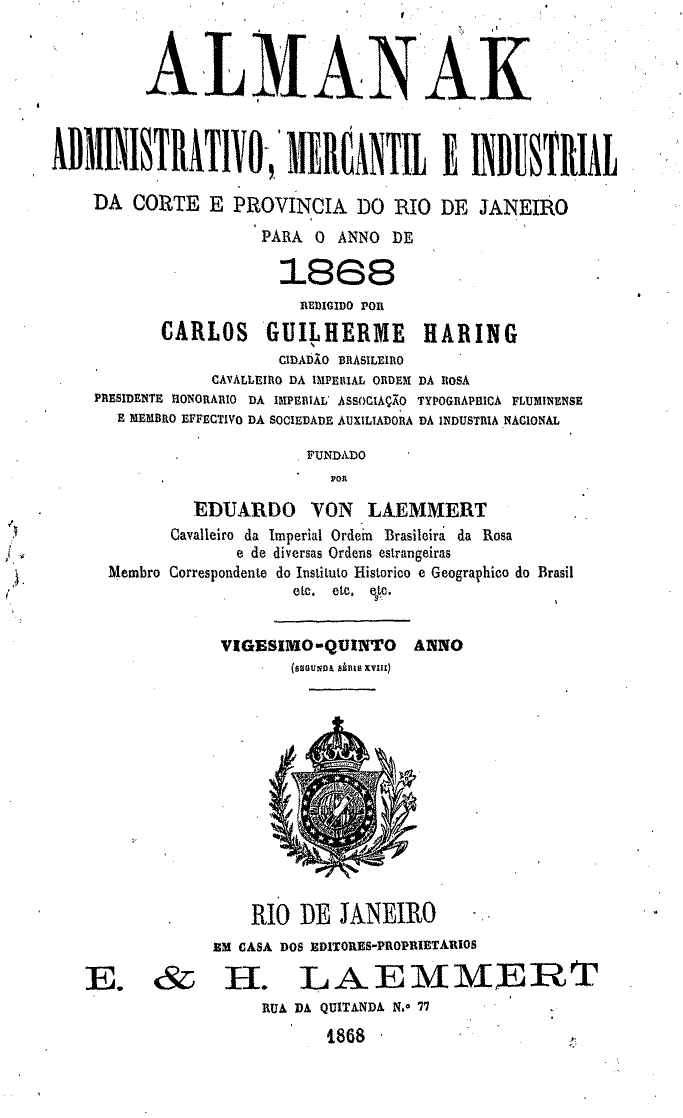 ALMANAK
ADMINISTRATIVO, MERCANTIL E INDUSTRIAL
DA CORTE E PROVINCIA DO RIO DE JANEIRO
PARA O ANNO DE
1868
REDIGIDO POR
CARLOS GUILHERME HARING
CIDADÃO BRASILEIRO
CAVALLEIRO DA IMPERIAL ORDEM DA ROSA
PRESIDENTE HONORARIO DA IMPERIAL ASSOCIAÇÃO TYPOGRAPHICA FLUMINENSE
E MEMBRO EFFECTIVO DA SOCIEDADE AUXILIADORA DA INDUSTRIA NACIONAL
FUNDADO
POR
EDUARDO VON LAEMMERT
Cavalleiro da Imperial Ordem Brasileira da Rosa
e de diversas Ordens estrangeiras
Membro Correspondente do Instituto Historico e Geographico do Brasil
etc. etc. etc.
VIGESIMO-QUINTO ANNO
(SEGUNDA SÉRIE XVIII)
RIO DE JANEIRO
EM CASA DOS EDITORES-PROPRIETARIOS
E. & H. LAEMMERT
RUA DA QUITANDA N.º 77
1868